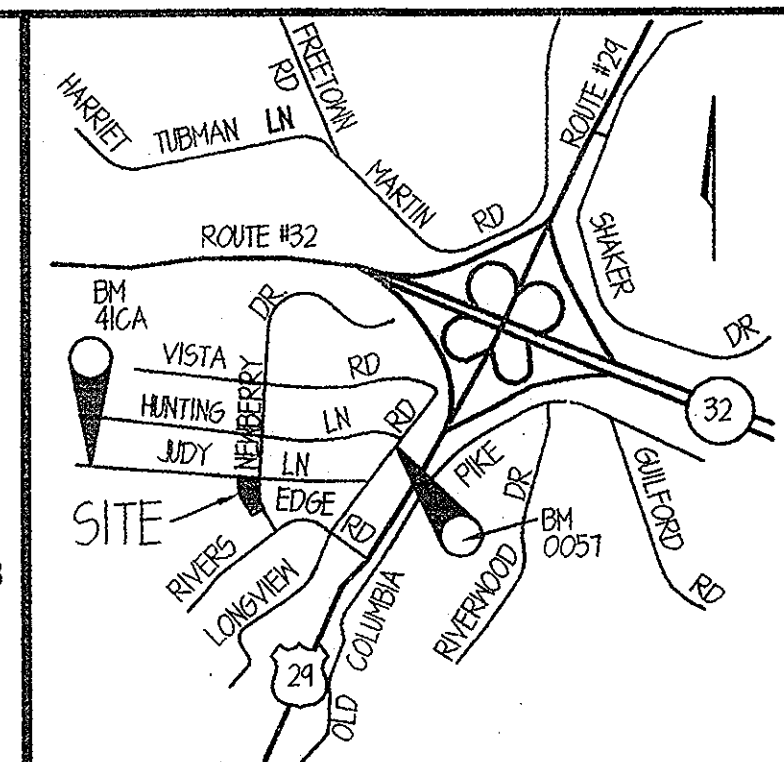 HARRIET TUBMAN LN
FREETOWN RD
ROUTE #29
MARTIN RD
SHAKER DR
ROUTE #32
BM
41CA
NEWBERRY DR.
VISTA RD
HUNTING LN
JUDY LN
32
SITE
RIVERS EDGE RD
LONGVIEW RD
PIKE
OLD COLUMBIA
RIVERWOOD DR
GUILFORD RD
BM
0057
29